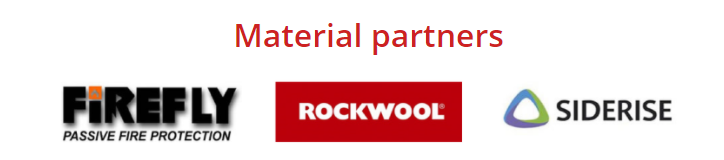 Material partners
FIREFLY
PASSIVE FIRE PROTECTION
ROCKWOOL®
SIDERISE